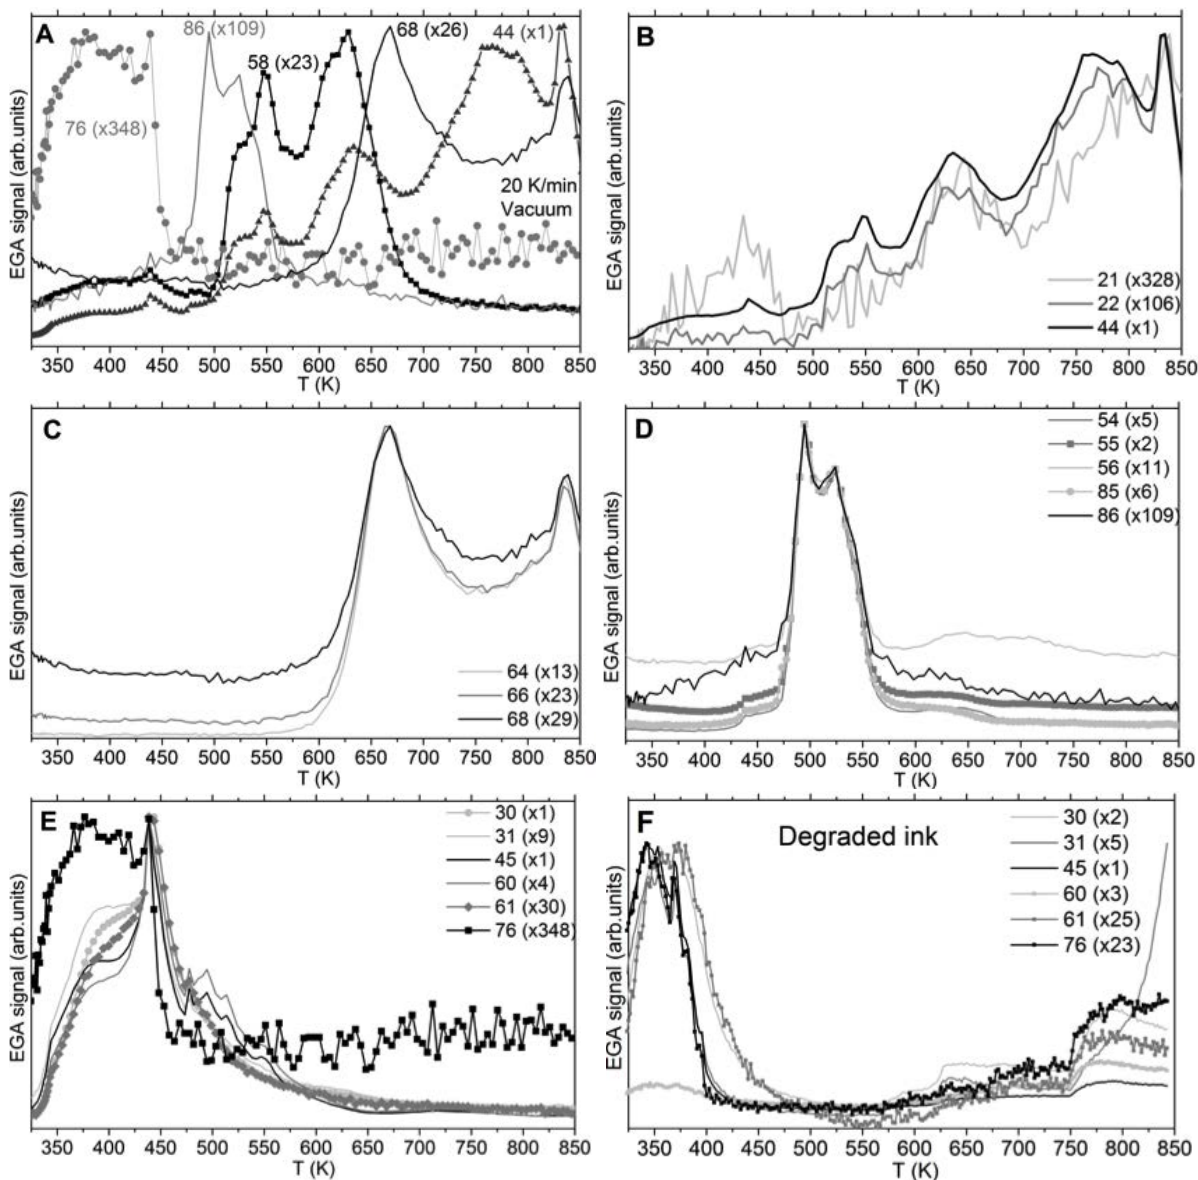 A
86 (x109)
68 (x26)
44 (x1)
58 (x23)
76 (x348)
20 K/min
Vacuum
EGA signal (arb.units)
350 400 450 500 550 600 650 700 750 800 850
T (K)
B
21 (x328)
22 (x106)
44 (x1)
EGA signal (arb.units)
350 400 450 500 550 600 650 700 750 800 850
T (K)
C
64 (x13)
66 (x23)
68 (x29)
EGA signal (arb.units)
350 400 450 500 550 600 650 700 750 800 850
T (K)
D
54 (x5)
55 (x2)
56 (x11)
85 (x6)
86 (x109)
EGA signal (arb.units)
350 400 450 500 550 600 650 700 750 800 850
T (K)
E
30 (x1)
31 (x9)
45 (x1)
60 (x4)
61 (x30)
76 (x348)
EGA signal (arb.units)
350 400 450 500 550 600 650 700 750 800 850
T (K)
F
Degraded ink
30 (x2)
31 (x5)
45 (x1)
60 (x3)
61 (x25)
76 (x23)
EGA signal (arb.units)
350 400 450 500 550 600 650 700 750 800 850
T (K)